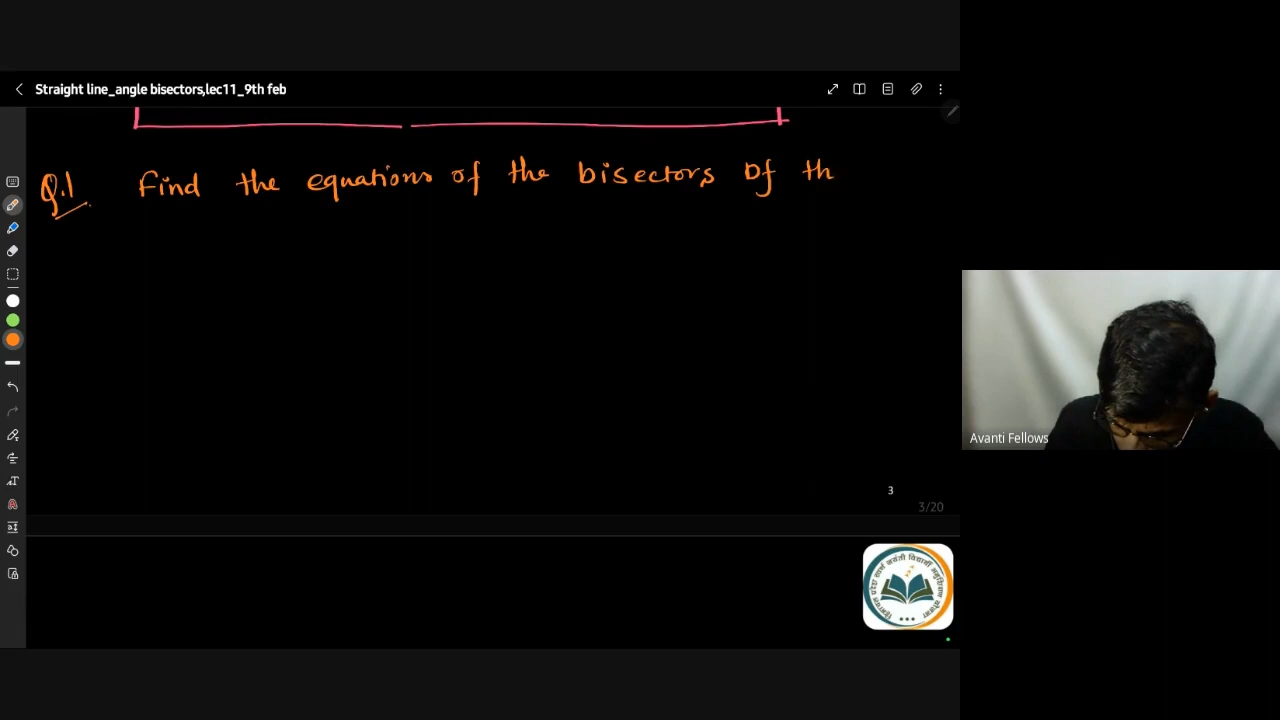 Straight line_angle bisectors,lec11_9th feb
Q.1 Find the equations of the bisectors of th
Avanti Fellows
3
3/20